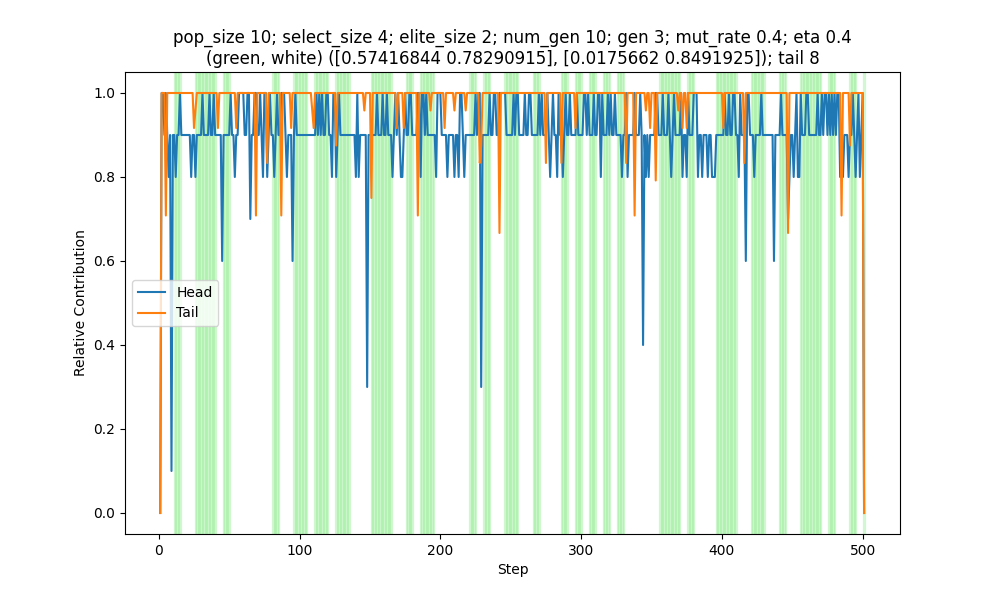 pop_size 10; select_size 4; elite_size 2; num_gen 10; gen 3; mut_rate 0.4; eta 0.4
(green, white) ([0.57416844 0.78290915], [0.0175662 0.8491925]); tail 8
1.0
0.8
0.6
0.4
0.2
0.0
Relative Contribution
Head
Tail
0
100
200
300
400
500
Step